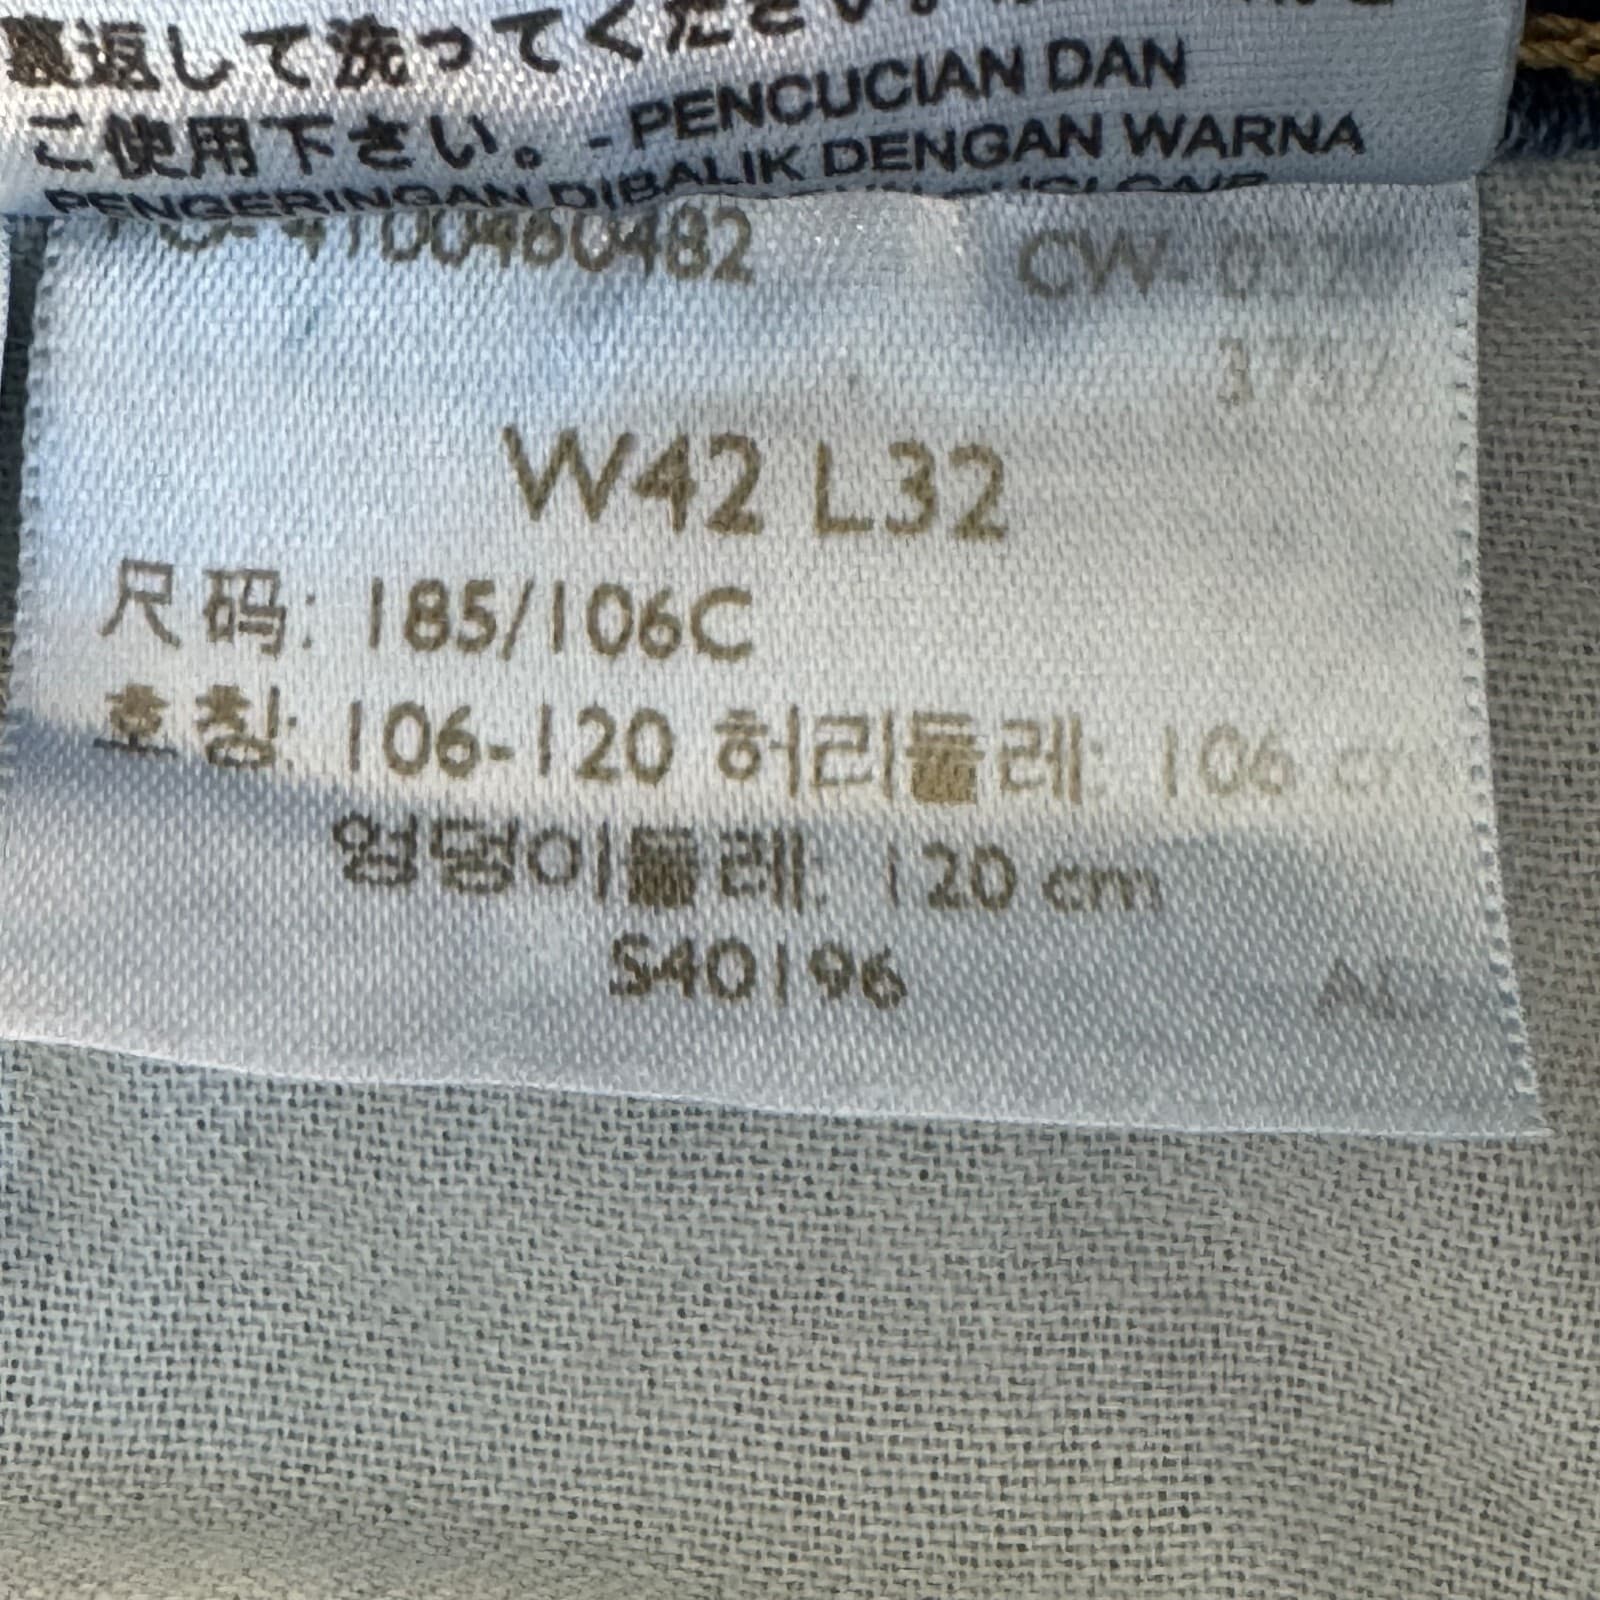 裏返して洗ってください。
ご使用下さい。- PENCUCIAN DAN
PENGERINGAN DIBALIK DENGAN WARNA
4100460482 CW-
W42 L32
尺码: 185/106C
호칭: 106-120 허리둘레: 106
엉덩이둘레: 120 cm
S40196